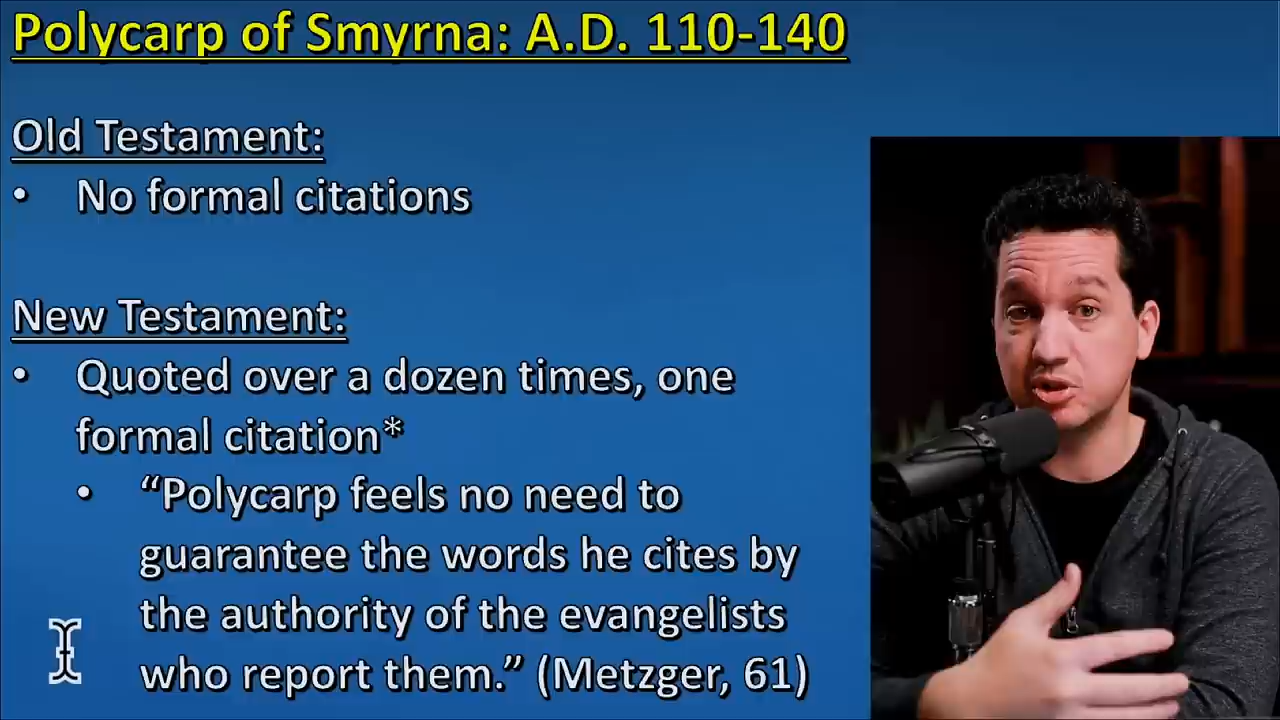 Polycarp of Smyrna: A.D. 110-140
Old Testament:
• No formal citations
New Testament:
• Quoted over a dozen times, one
formal citation*
• “Polycarp feels no need to
guarantee the words he cites by
the authority of the evangelists
who report them.” (Metzger, 61)